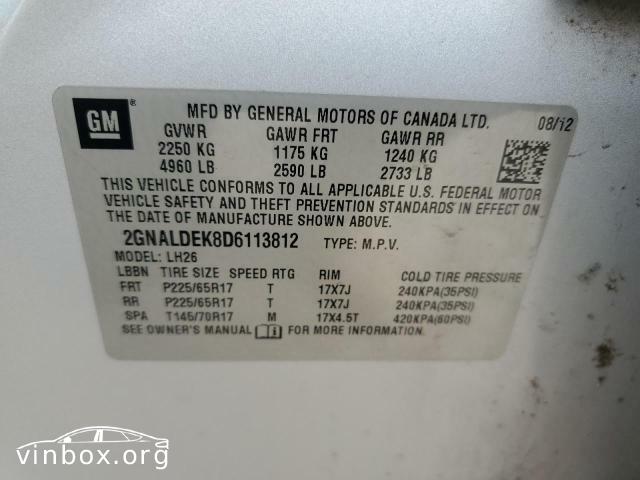 GM ®
MFD BY GENERAL MOTORS OF CANADA LTD. 08/12
GVWR GAWR FRT GAWR RR
2250 KG 1175 KG 1240 KG
4960 LB 2590 LB 2733 LB
THIS VEHICLE CONFORMS TO ALL APPLICABLE U.S. FEDERAL MOTOR
VEHICLE SAFETY AND THEFT PREVENTION STANDARDS IN EFFECT ON
THE DATE OF MANUFACTURE SHOWN ABOVE.
2GNALDEK8D6113812 TYPE: M.P.V.
MODEL: LH26
LBBN TIRE SIZE SPEED RTG RIM COLD TIRE PRESSURE
FRT P225/65R17 T 17X7J 240KPA(35PSI)
RR P225/65R17 T 17X7J 240KPA(35PSI)
SPA T145/70R17 M 17X4.5T 420KPA(60PSI)
SEE OWNER'S MANUAL FOR MORE INFORMATION.
vinbox.org